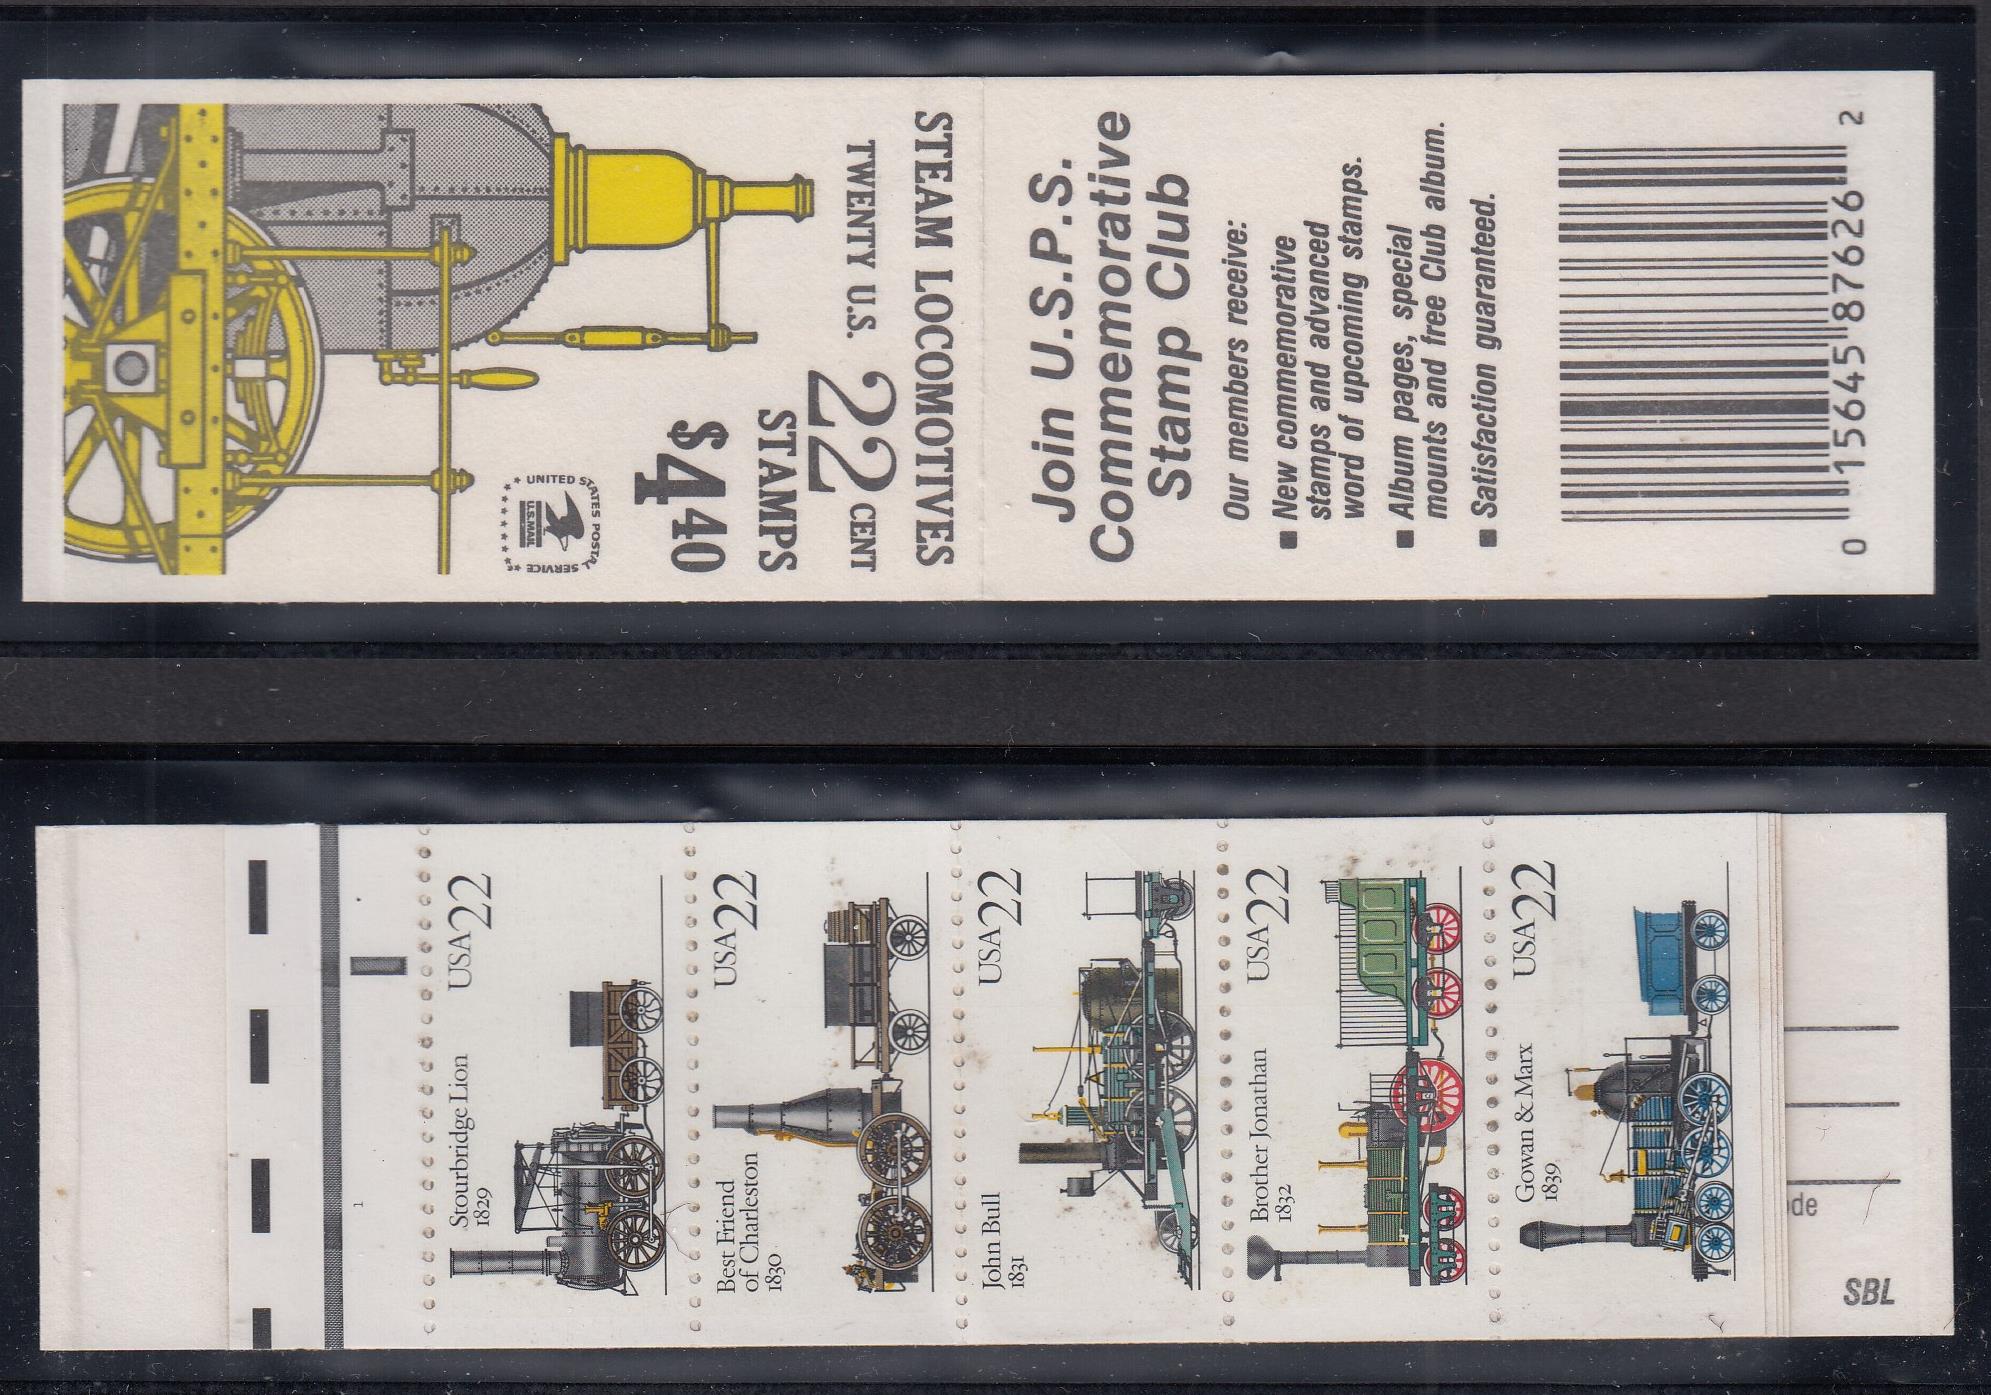 STEAM LOCOMOTIVES
TWENTY U.S. 22 CENT
STAMPS
$4.40
UNITED STATES POSTAL SERVICE
U.S.MAIL
Join U.S.P.S.
Commemorative
Stamp Club
Our members receive:
■ New commemorative
stamps and advanced
word of upcoming stamps.
■ Album pages, special
mounts and free Club album.
■ Satisfaction guaranteed.
0 15645 87626 2
1
Stourbridge Lion
1829
USA 22
Best Friend
of Charleston
1830
USA 22
John Bull
1831
USA 22
Brother Jonathan
1832
USA 22
Gowan & Marx
1839
USA 22
ode
SBL